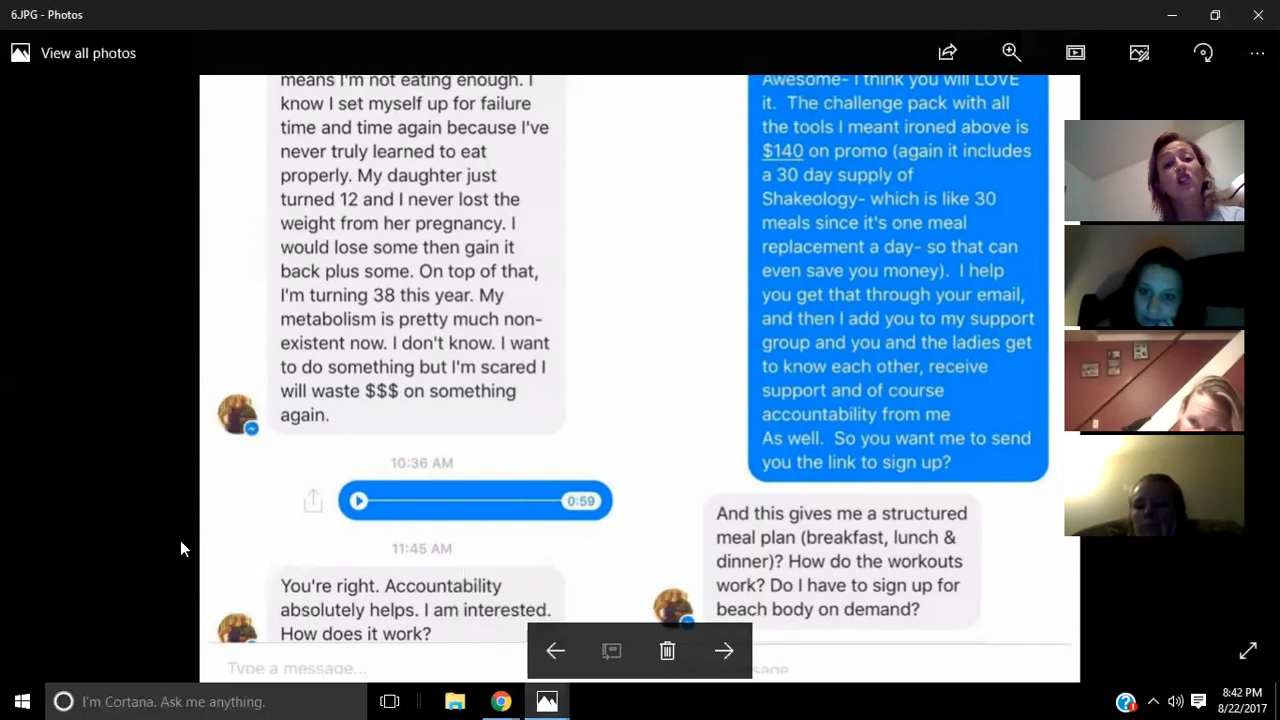 6.JPG - Photos
View all photos
means I'm not eating enough. I
know I set myself up for failure
time and time again because I've
never truly learned to eat
properly. My daughter just
turned 12 and I never lost the
weight from her pregnancy. I
would lose some then gain it
back plus some. On top of that,
I'm turning 38 this year. My
metabolism is pretty much non-
existent now. I don't know. I want
to do something but I'm scared I
will waste $$$ on something
again.
10:36 AM
0:59
11:45 AM
You're right. Accountability
absolutely helps. I am interested.
How does it work?
Type a message...
Awesome- I think you will LOVE
it. The challenge pack with all
the tools I meant ironed above is
$140 on promo (again it includes
a 30 day supply of
Shakeology- which is like 30
meals since it's one meal
replacement a day- so that can
even save you money). I help
you get that through your email,
and then I add you to my support
group and you and the ladies get
to know each other, receive
support and of course
accountability from me
As well. So you want me to send
you the link to sign up?
And this gives me a structured
meal plan (breakfast, lunch &
dinner)? How do the workouts
work? Do I have to sign up for
beach body on demand?
I'm Cortana. Ask me anything.
8:42 PM
8/22/2017